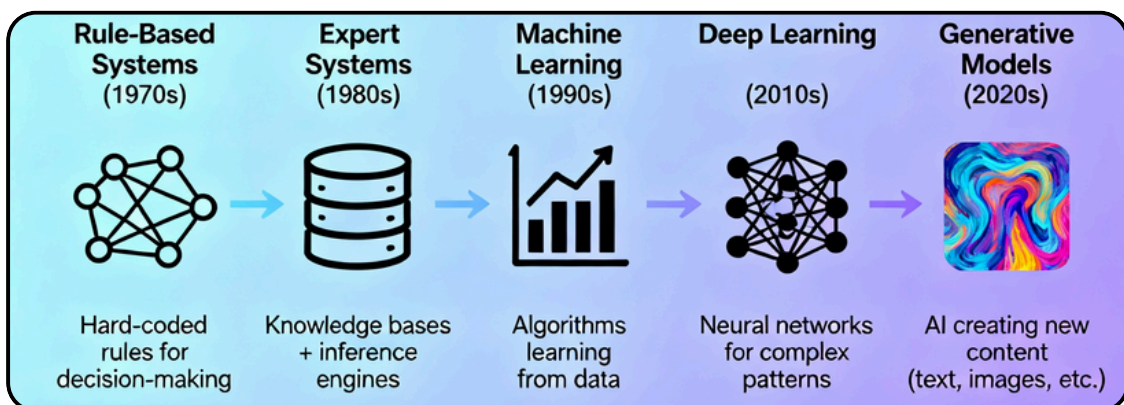 Rule-Based
Systems
(1970s)
Expert
Systems
(1980s)
Machine
Learning
(1990s)
Deep Learning
(2010s)
Generative
Models
(2020s)
Hard-coded
rules for
decision-making
Knowledge bases
+ inference
engines
Algorithms
learning
from data
Neural networks
for complex
patterns
AI creating new
content
(text, images, etc.)